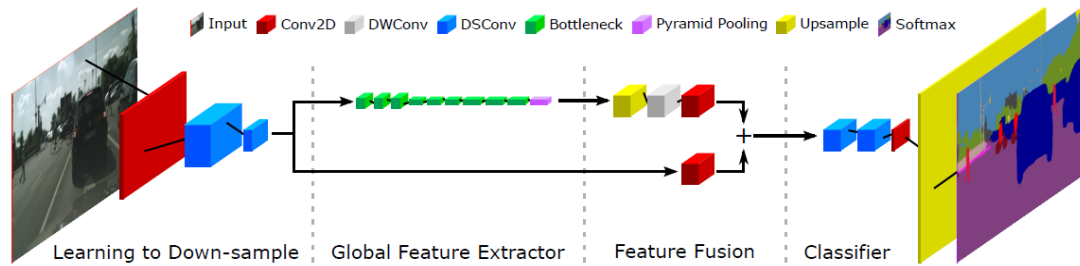 Input Conv2D DWConv DSConv Bottleneck Pyramid Pooling Upsample Softmax
+
Learning to Down-sample Global Feature Extractor Feature Fusion Classifier